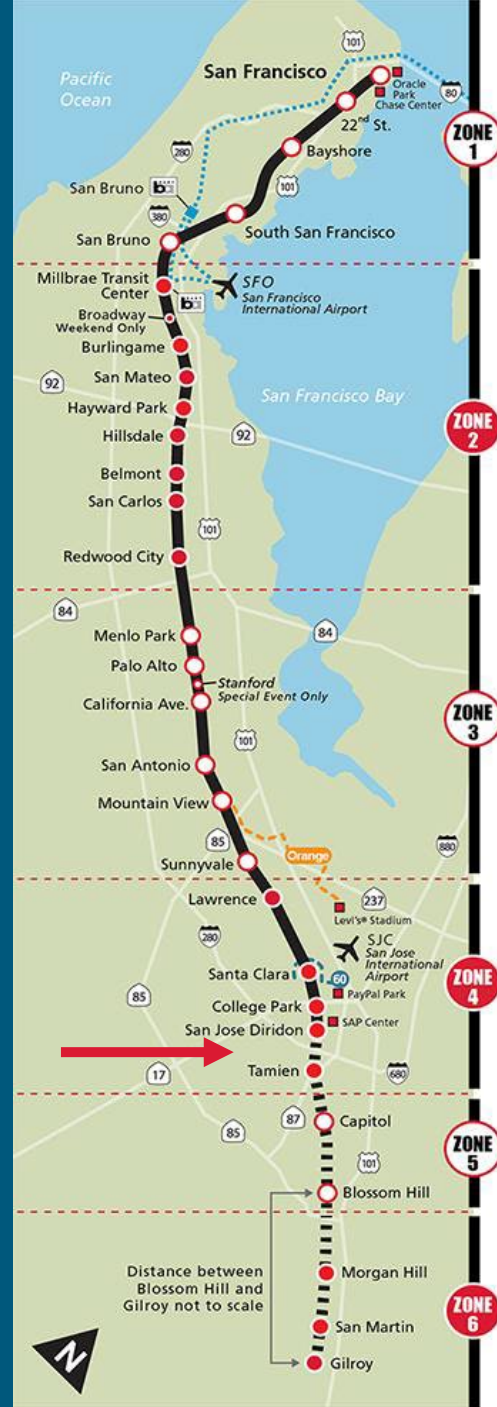 101
Pacific
Ocean
San Francisco
Oracle
Park
Chase Center
80
22nd St.
ZONE
1
280
Bayshore
San Bruno
ba
101
380
South San Francisco
San Bruno
Millbrae Transit
Center
ba
SFO
San Francisco
International Airport
Broadway
Weekend Only
Burlingame
San Mateo
92
San Francisco Bay
Hayward Park
ZONE
2
Hillsdale
92
Belmont
San Carlos
101
Redwood City
84
Menlo Park
84
Palo Alto
Stanford
Special Event Only
California Ave.
ZONE
3
101
San Antonio
Mountain View
85
880
Orange
Sunnyvale
Lawrence
237
Levi's® Stadium
280
SJC
San Jose
International
Airport
Santa Clara
60
ZONE
4
85
PayPal Park
College Park
SAP Center
San Jose Diridon
17
Tamien
680
87
Capitol
85
ZONE
5
101
Blossom Hill
Distance between
Blossom Hill and
Gilroy not to scale
Morgan Hill
ZONE
6
San Martin
N
Gilroy